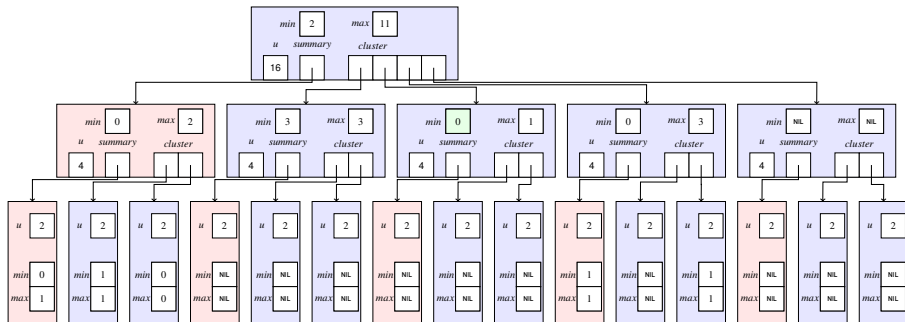 min 2 max 11
u summary cluster
16
min 0 max 2 min 3 max 3 min 0 max 1 min 0 max 3 min NIL max NIL
u summary cluster u summary cluster u summary cluster u summary cluster u summary cluster
4 4 4 4 4
u 2 u 2 u 2 u 2 u 2 u 2 u 2 u 2 u 2 u 2 u 2 u 2 u 2 u 2 u 2
min 0 min 1 min 0 min NIL min NIL min NIL min NIL min NIL min NIL min 1 min NIL min 1 min NIL min NIL min NIL
max 1 max 1 max 0 max NIL max NIL max NIL max NIL max NIL max NIL max 1 max NIL max 1 max NIL max NIL max NIL